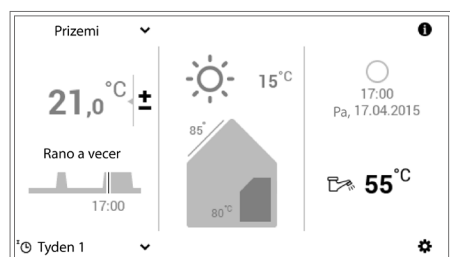 Prizemi
21,0 °C ±
Rano a vecer
17:00
z Tyden 1
15°C
85°
80°C
17:00
Pa, 17.04.2015
55°C